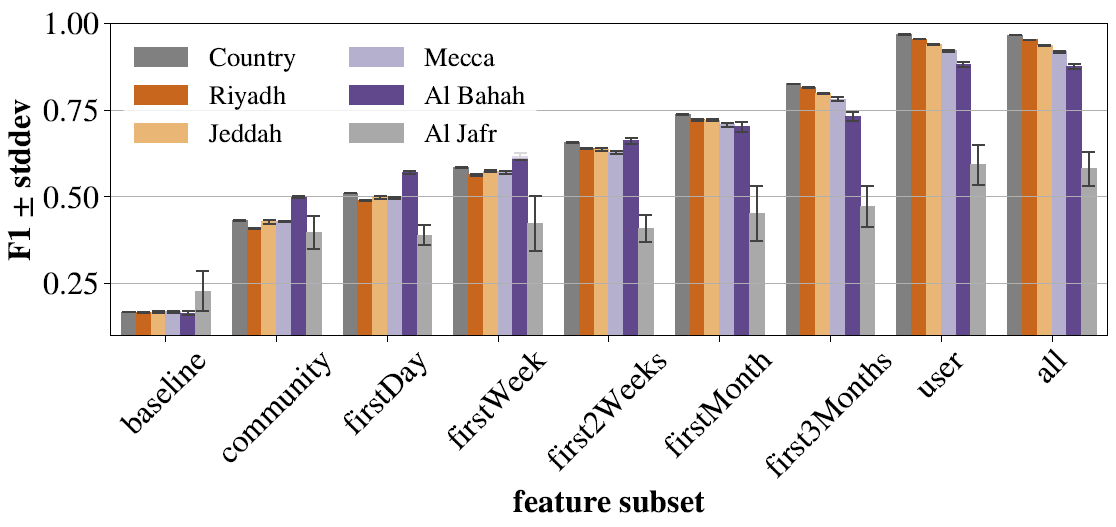 F1 ± stddev
1.00
0.75
0.50
0.25
Country
Riyadh
Jeddah
Mecca
Al Bahah
Al Jafr
baseline
community
firstDay
firstWeek
first2Weeks
firstMonth
first3Months
user
all
feature subset